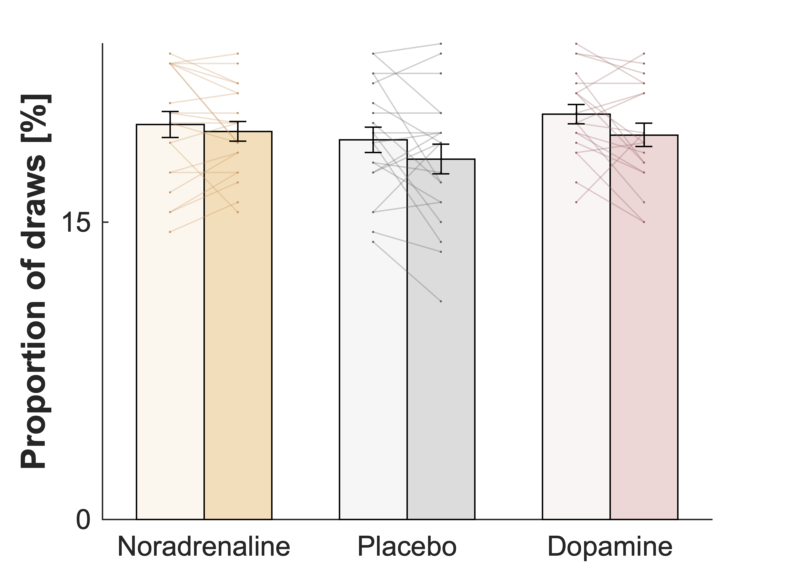 Proportion of draws [%]
15
0
Noradrenaline
Placebo
Dopamine